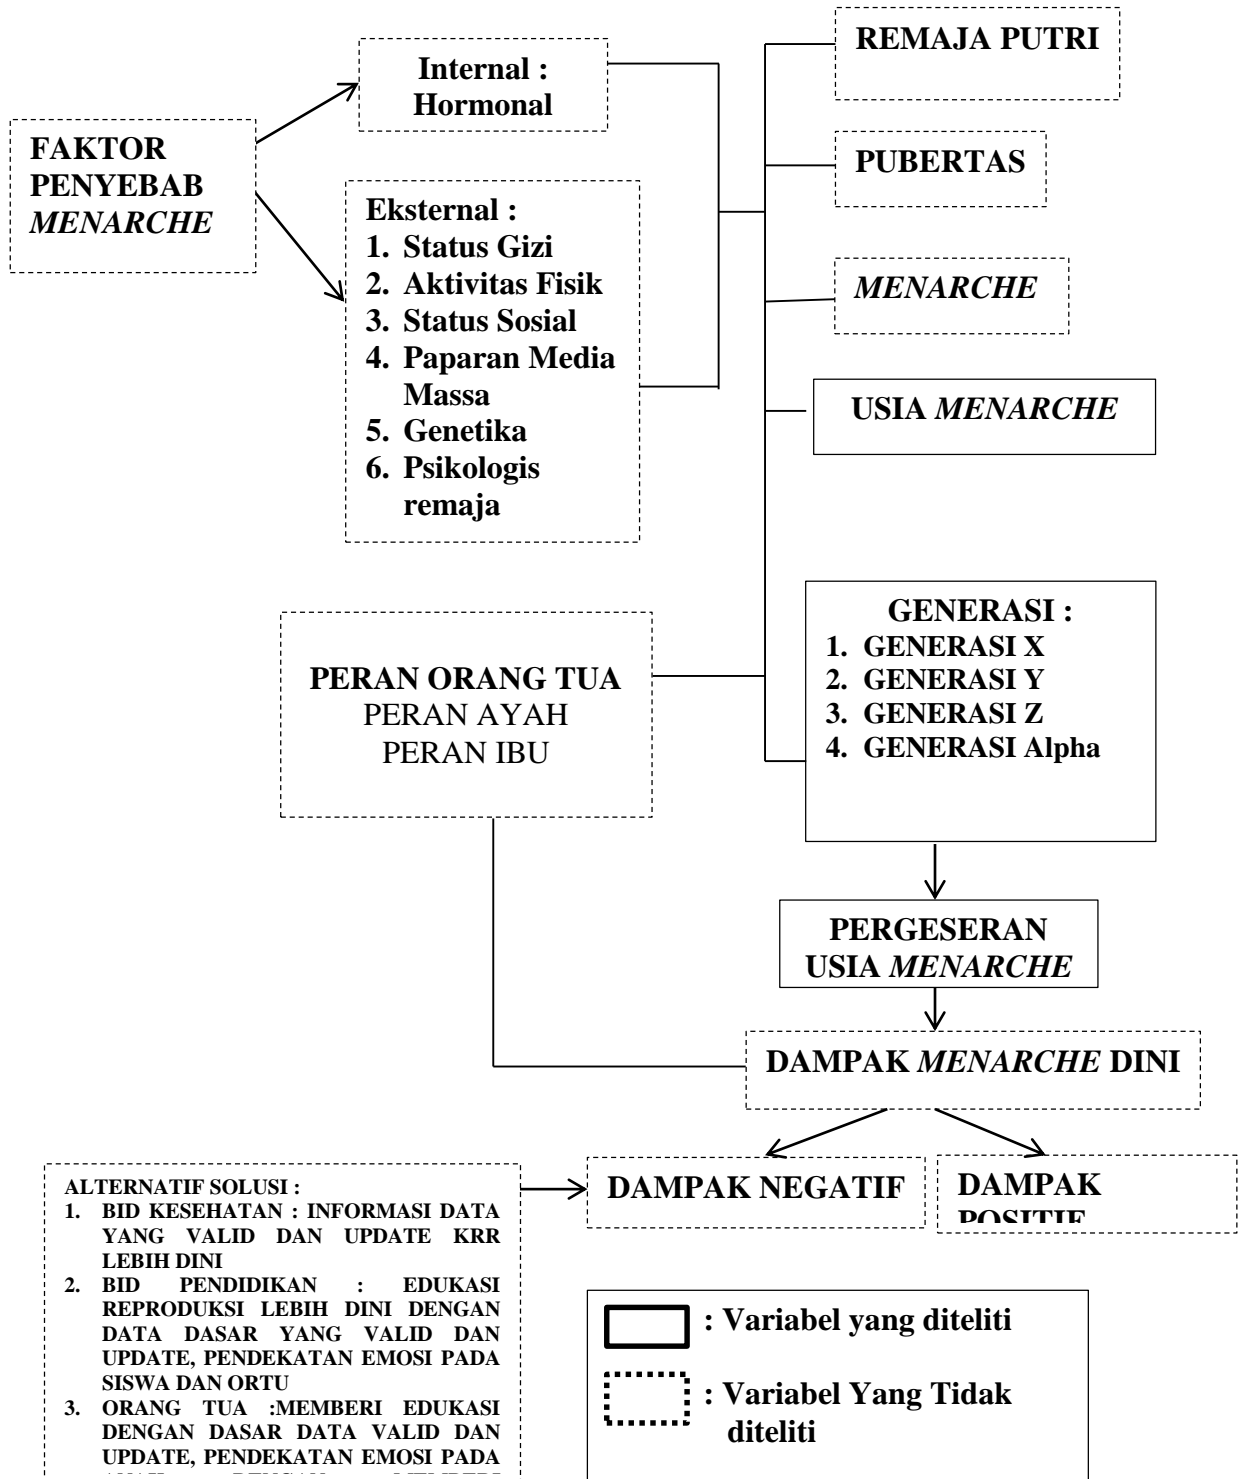 FAKTOR
PENYEBAB
MENARCHE
Internal :
Hormonal
Eksternal :
1. Status Gizi
2. Aktivitas Fisik
3. Status Sosial
4. Paparan Media
Massa
5. Genetika
6. Psikologis
remaja
REMAJA PUTRI
PUBERTAS
MENARCHE
USIA MENARCHE
GENERASI :
1. GENERASI X
2. GENERASI Y
3. GENERASI Z
4. GENERASI Alpha
PERAN ORANG TUA
PERAN AYAH
PERAN IBU
PERGESERAN
USIA MENARCHE
DAMPAK MENARCHE DINI
DAMPAK NEGATIF
DAMPAK
POSITIF
ALTERNATIF SOLUSI :
1. BID KESEHATAN : INFORMASI DATA
YANG VALID DAN UPDATE KRR
LEBIH DINI
2. BID PENDIDIKAN : EDUKASI
REPRODUKSI LEBIH DINI DENGAN
DATA DASAR YANG VALID DAN
UPDATE, PENDEKATAN EMOSI PADA
SISWA DAN ORTU
3. ORANG TUA :MEMBERI EDUKASI
DENGAN DASAR DATA VALID DAN
UPDATE, PENDEKATAN EMOSI PADA
: Variabel yang diteliti
: Variabel Yang Tidak
diteliti